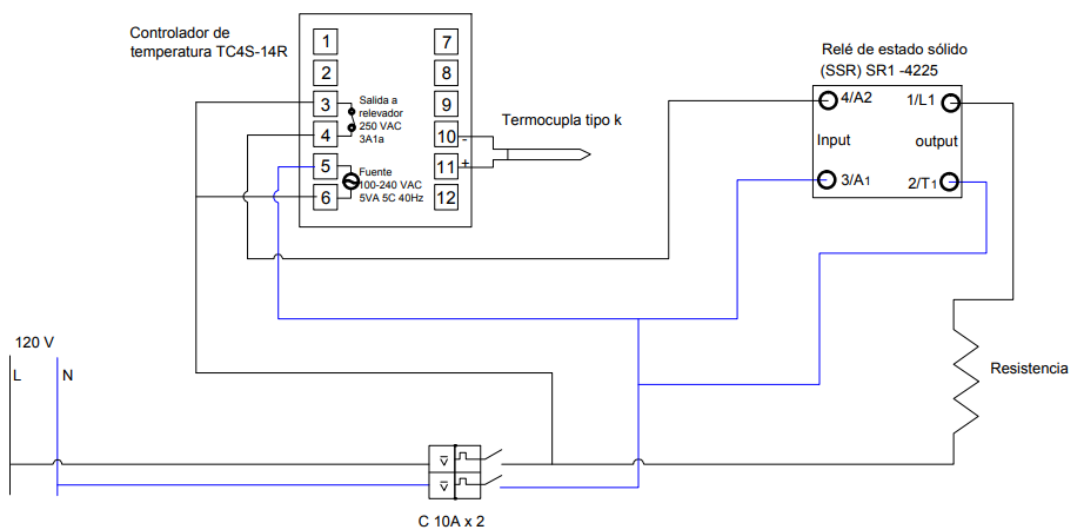 Controlador de
temperatura TC4S-14R
1
2
3
4
5
6
7
8
9
10
11
12
Salida a
relevador
250 VAC
3A1a
Fuente
100-240 VAC
5VA 5C 40Hz
-
+
Termocupla tipo k
Relé de estado sólido
(SSR) SR1 -4225
4/A2
1/L1
Input
output
3/A1
2/T1
120 V
L
N
Resistencia
C 10A x 2